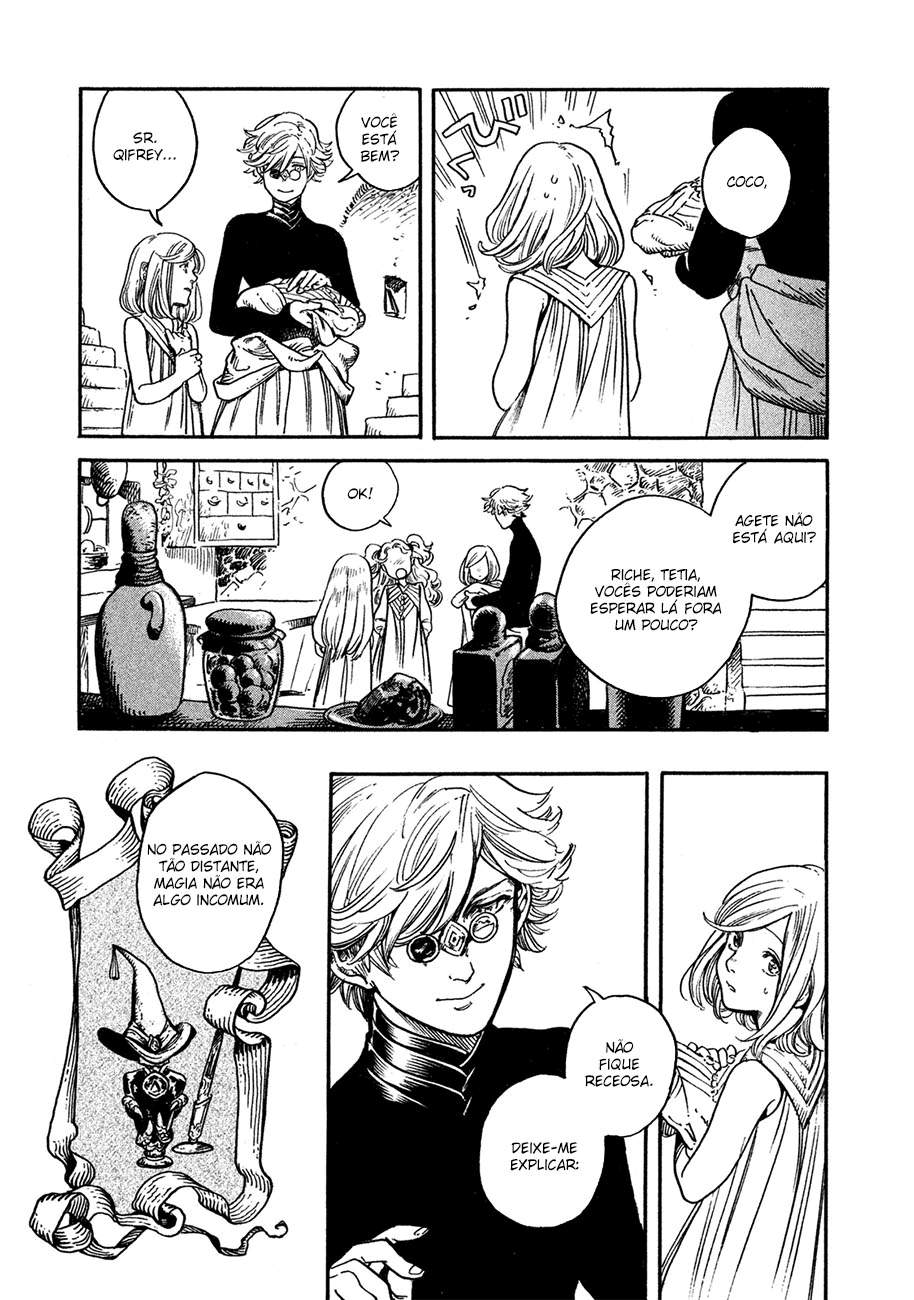 COCO,
VOCÊ
ESTÁ
BEM?
SR.
QIFREY...
AGETE NÃO
ESTÁ AQUI?
RICHE, TETIA,
VOCÊS PODERIAM
ESPERAR LÁ FORA
UM POUCO?
OK!
NÃO
FIQUE
RECEOSA.
DEIXE-ME
EXPLICAR:
NO PASSADO NÃO
TÃO DISTANTE,
MAGIA NÃO ERA
ALGO INCOMUM.